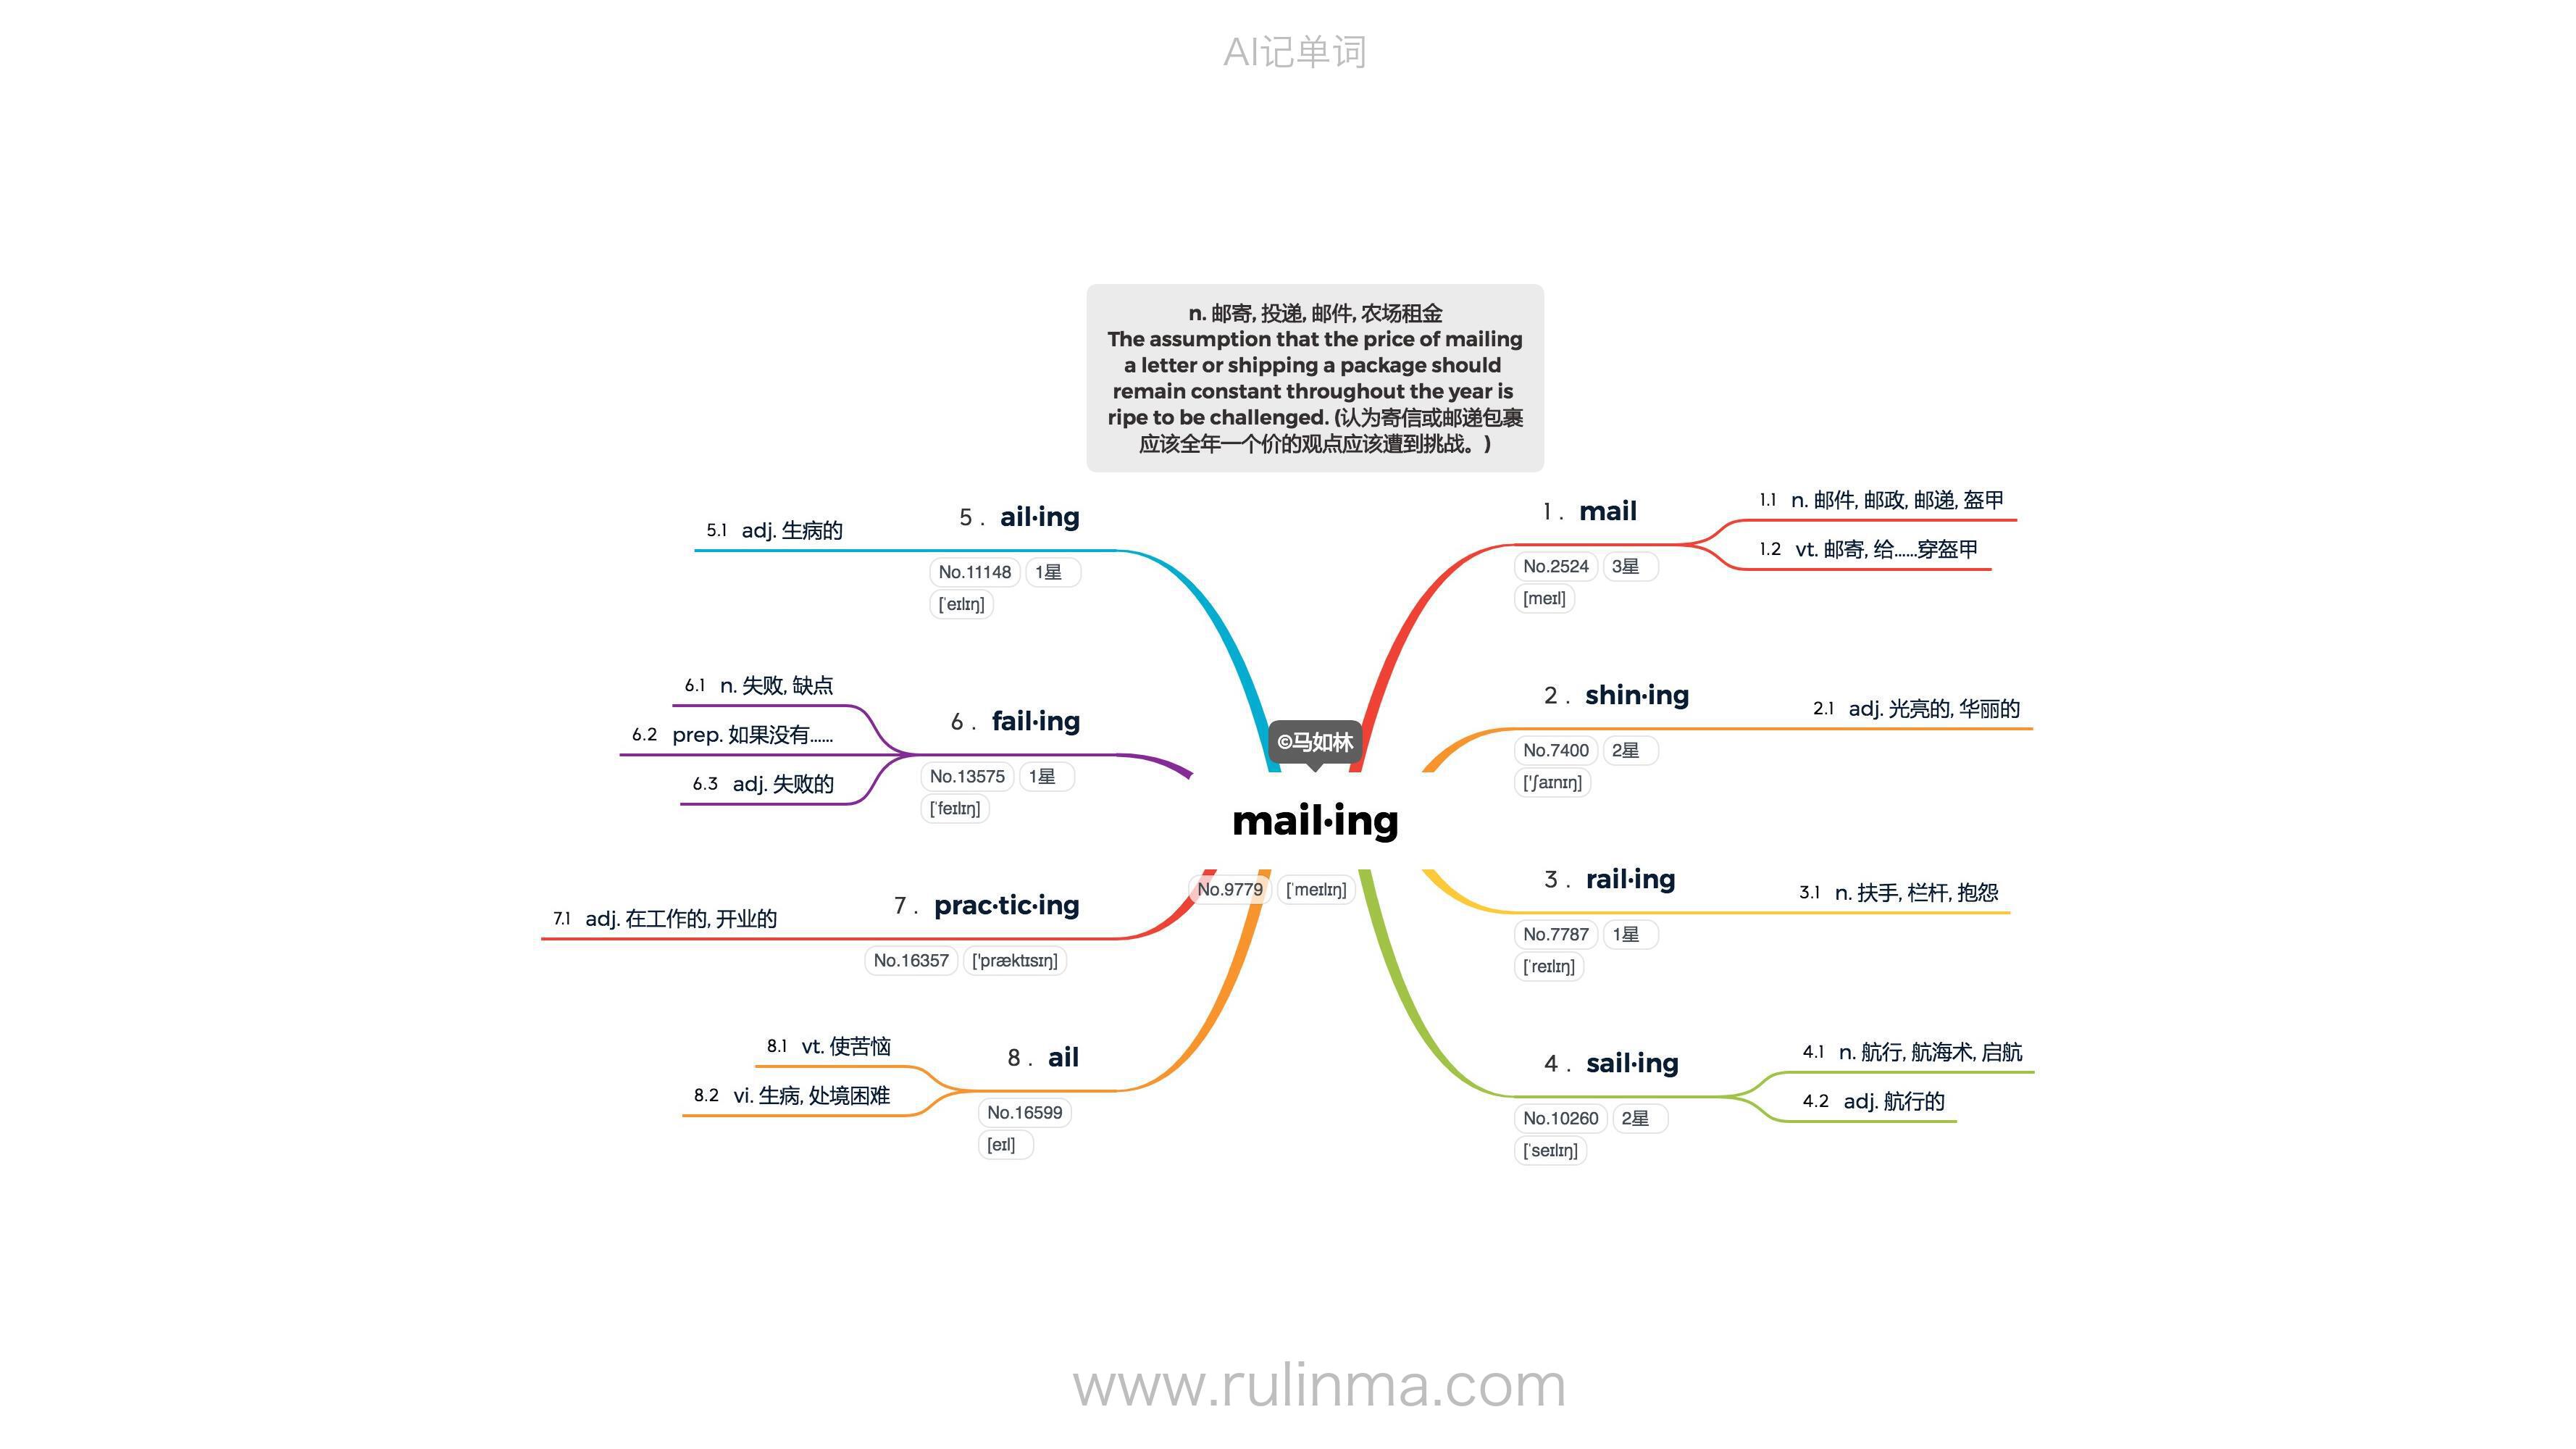 AI记单词
n. 邮寄, 投递, 邮件, 农场租金
The assumption that the price of mailing
a letter or shipping a package should
remain constant throughout the year is
ripe to be challenged. (认为寄信或邮递包裹
应该全年一个价的观点应该遭到挑战。)
©马如林
mail·ing
No.9779 [ˈmeɪlɪŋ]
1 . mail
No.2524 3星
[meɪl]
1.1 n. 邮件, 邮政, 邮递, 盔甲
1.2 vt. 邮寄, 给……穿盔甲
2 . shin·ing
No.7400 2星
['ʃaɪnɪŋ]
2.1 adj. 光亮的, 华丽的
3 . rail·ing
No.7787 1星
[ˈreɪlɪŋ]
3.1 n. 扶手, 栏杆, 抱怨
4 . sail·ing
No.10260 2星
[ˈseɪlɪŋ]
4.1 n. 航行, 航海术, 启航
4.2 adj. 航行的
5 . ail·ing
No.11148 1星
[ˈeɪlɪŋ]
5.1 adj. 生病的
6 . fail·ing
No.13575 1星
[ˈfeɪlɪŋ]
6.1 n. 失败, 缺点
6.2 prep. 如果没有……
6.3 adj. 失败的
7 . prac·tic·ing
No.16357 ['præktɪsɪŋ]
7.1 adj. 在工作的, 开业的
8 . ail
No.16599
[eɪl]
8.1 vt. 使苦恼
8.2 vi. 生病, 处境困难
www.rulinma.com